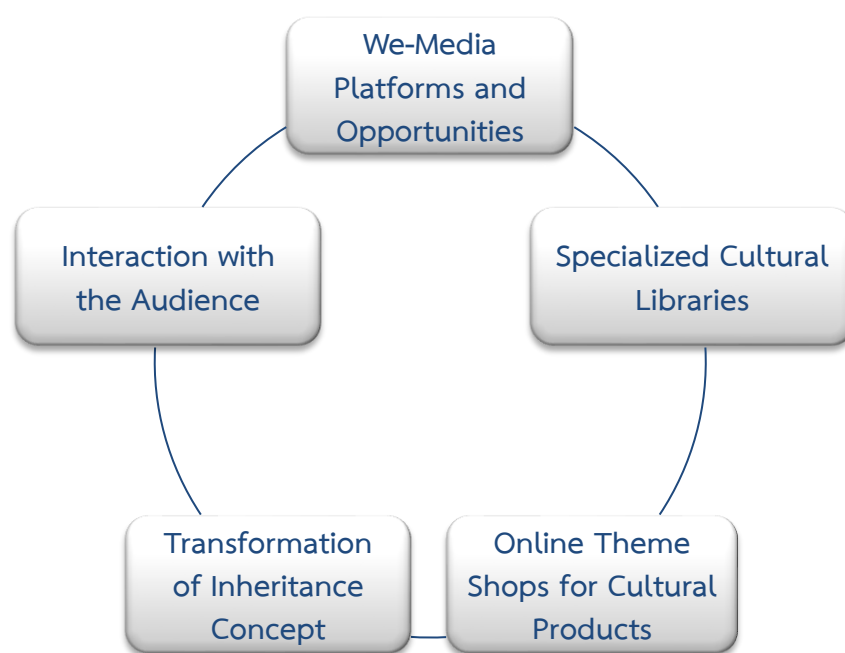 We-Media
Platforms and
Opportunities
Specialized Cultural
Libraries
Online Theme
Shops for Cultural
Products
Transformation
of Inheritance
Concept
Interaction with
the Audience